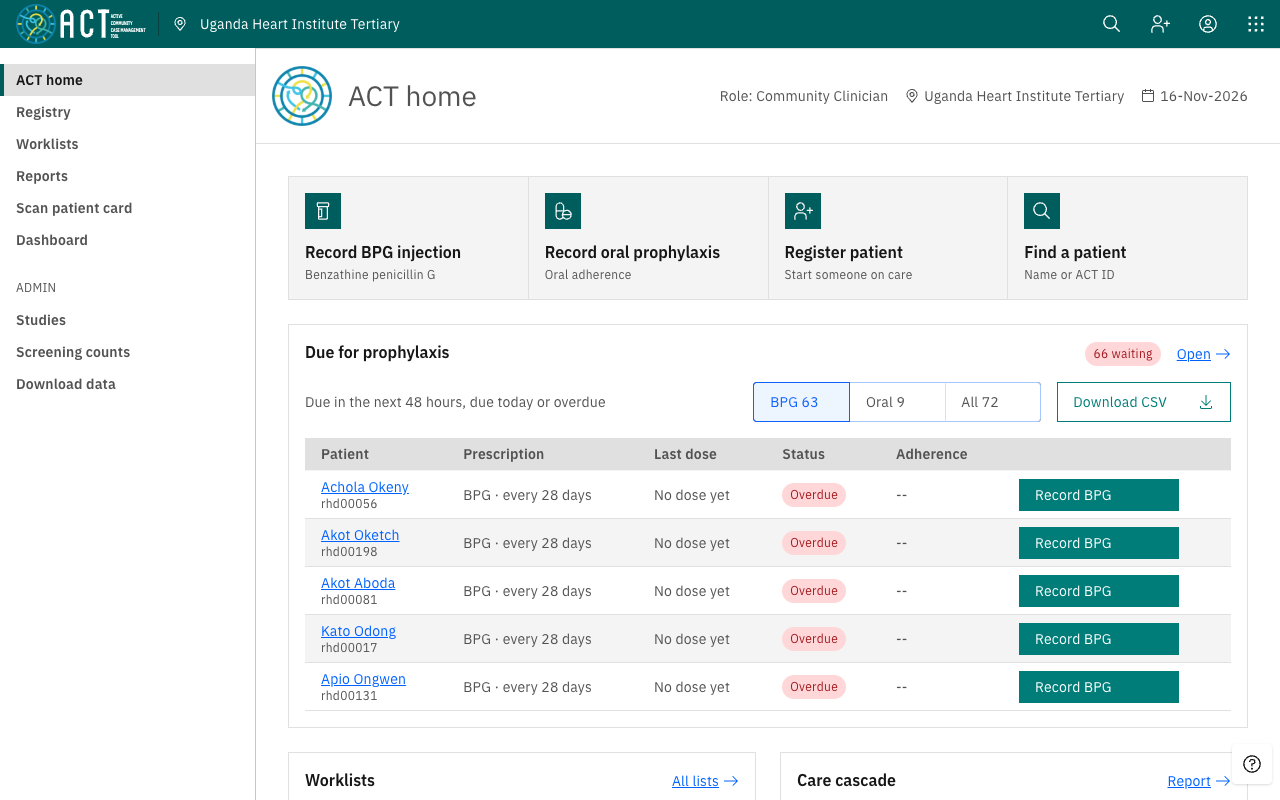 ACT
ACTIVE
COMMUNITY
CASE MANAGEMENT
TOOL
Uganda Heart Institute Tertiary
ACT home
Registry
Worklists
Reports
Scan patient card
Dashboard
ADMIN
Studies
Screening counts
Download data
ACT home
Role: Community Clinician
Uganda Heart Institute Tertiary
16-Nov-2026
Record BPG injection
Benzathine penicillin G
Record oral prophylaxis
Oral adherence
Register patient
Start someone on care
Find a patient
Name or ACT ID
Due for prophylaxis
66 waiting
Open
Due in the next 48 hours, due today or overdue
BPG 63
Oral 9
All 72
Download CSV
Patient Prescription Last dose Status Adherence
Achola Okeny
rhd00056
BPG · every 28 days No dose yet Overdue -- Record BPG
Akot Oketch
rhd00198
BPG · every 28 days No dose yet Overdue -- Record BPG
Akot Aboda
rhd00081
BPG · every 28 days No dose yet Overdue -- Record BPG
Kato Odong
rhd00017
BPG · every 28 days No dose yet Overdue -- Record BPG
Apio Ongwen
rhd00131
BPG · every 28 days No dose yet Overdue -- Record BPG
Worklists
All lists
Care cascade
Report